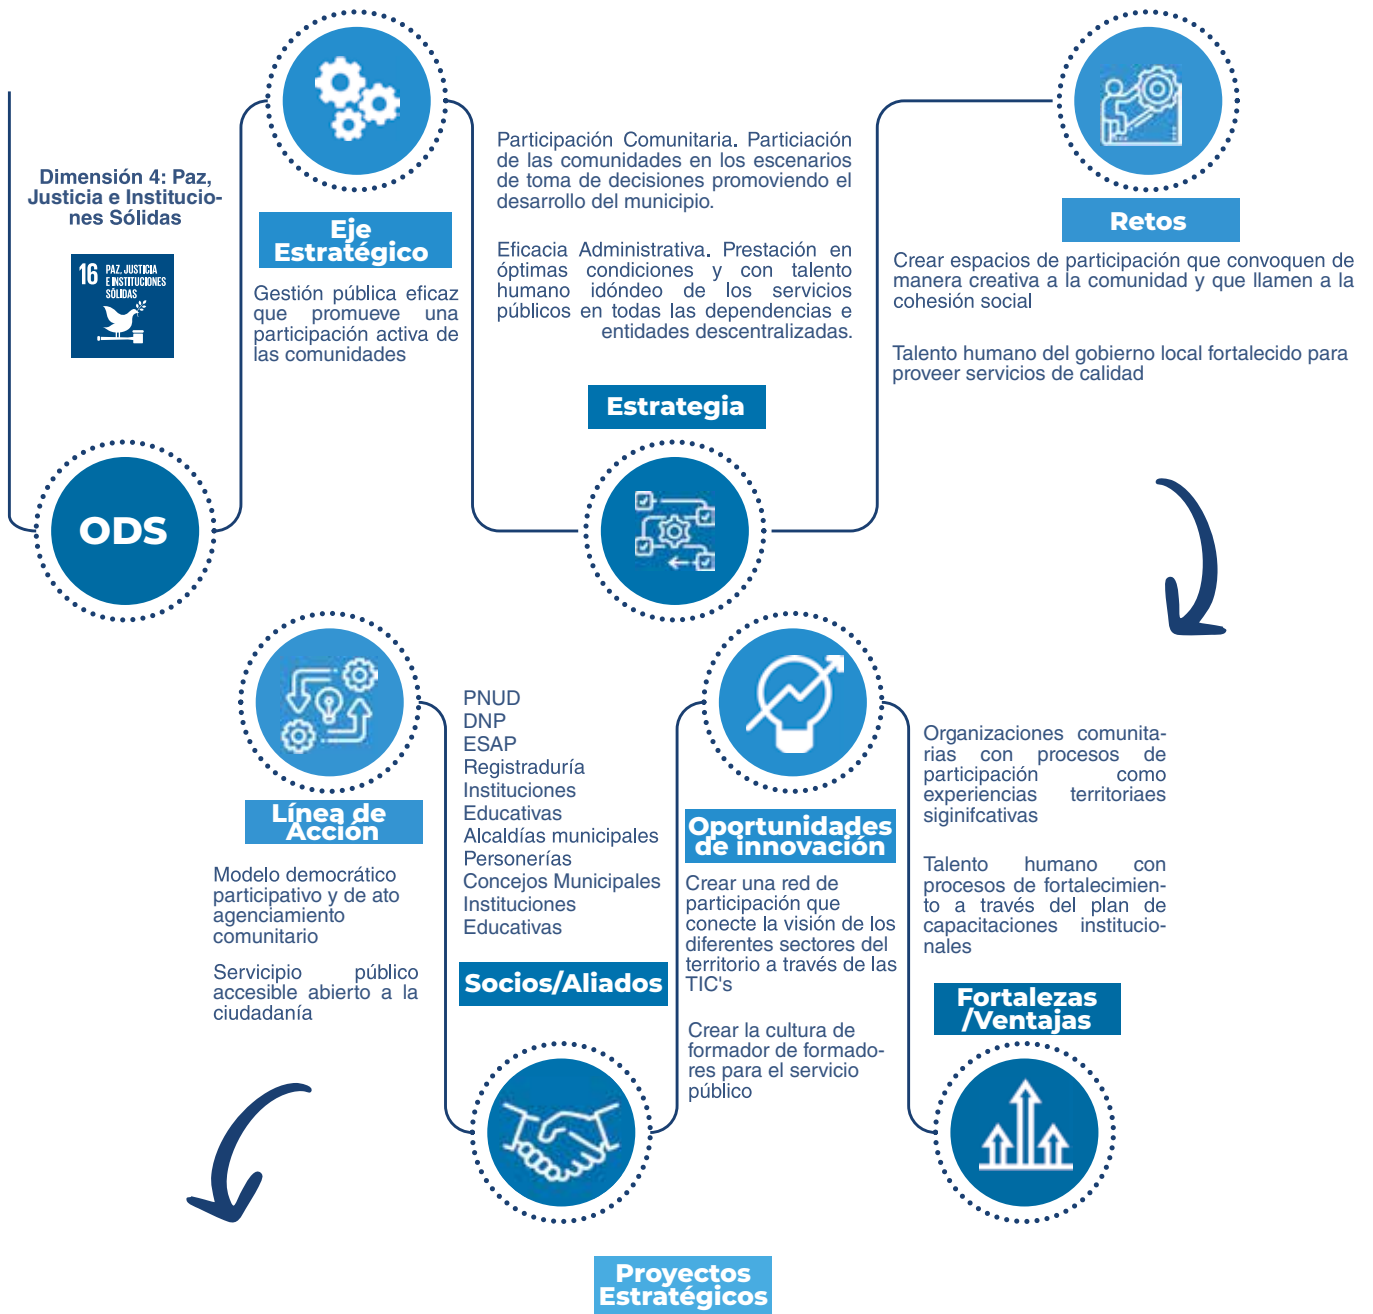 Dimensión 4: Paz,
Justicia e Institucio-
nes Sólidas
16 PAZ, JUSTICIA
E INSTITUCIONES
SÓLIDAS
ODS
Eje
Estratégico
Gestión pública eficaz
que promueve una
participación activa de
las comunidades
Participación Comunitaria. Particiación
de las comunidades en los escenarios
de toma de decisiones promoviendo el
desarrollo del municipio.
Eficacia Administrativa. Prestación en
óptimas condiciones y con talento
humano idóndeo de los servicios
públicos en todas las dependencias e
entidades descentralizadas.
Estrategia
Retos
Crear espacios de participación que convoquen de
manera creativa a la comunidad y que llamen a la
cohesión social
Talento humano del gobierno local fortalecido para
proveer servicios de calidad
Organizaciones comunita-
rias con procesos de
participación como
experiencias territoriaes
siginifcativas
Talento humano con
procesos de fortalecimien-
to a través del plan de
capacitaciones institucio-
nales
Fortalezas
/Ventajas
Oportunidades
de innovación
Crear una red de
participación que
conecte la visión de los
diferentes sectores del
territorio a través de las
TIC's
Crear la cultura de
formador de formado-
res para el servicio
público
PNUD
DNP
ESAP
Registraduría
Instituciones
Educativas
Alcaldías municipales
Personerías
Concejos Municipales
Instituciones
Educativas
Socios/Aliados
Línea de
Acción
Modelo democrático
participativo y de ato
agenciamiento
comunitario
Servicipio público
accesible abierto a la
ciudadanía
Proyectos
Estratégicos